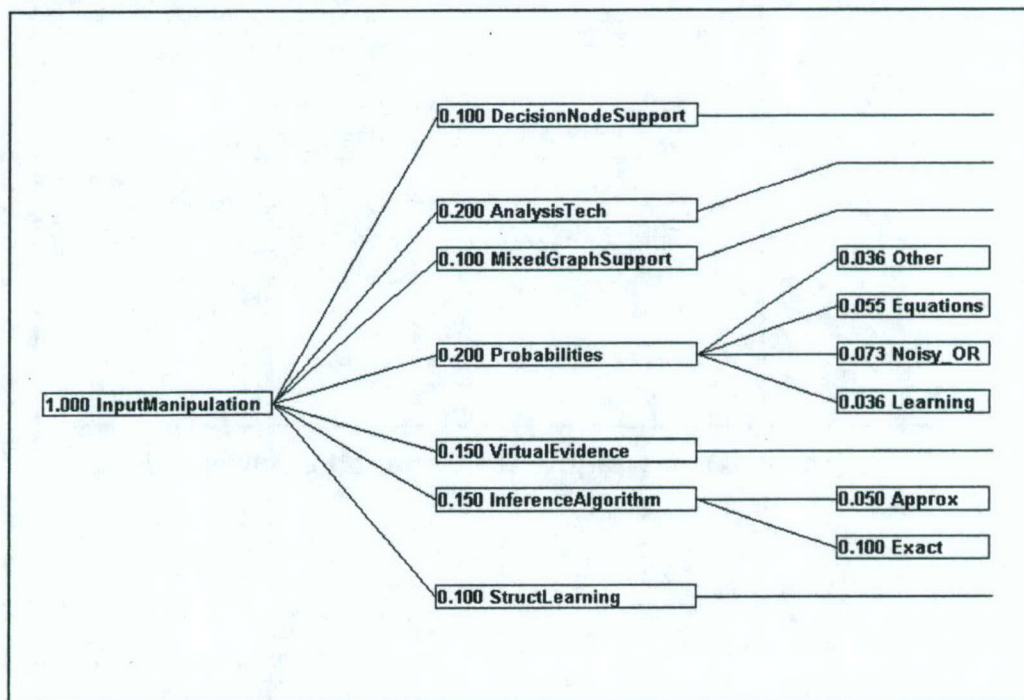 0.100 DecisionNodeSupport
0.200 AnalysisTech
0.100 MixedGraphSupport
0.036 Other
0.055 Equations
0.200 Probabilities
0.073 Noisy_OR
0.036 Learning
1.000 InputManipulation
0.150 VirtualEvidence
0.150 InferenceAlgorithm
0.050 Approx
0.100 Exact
0.100 StructLearning